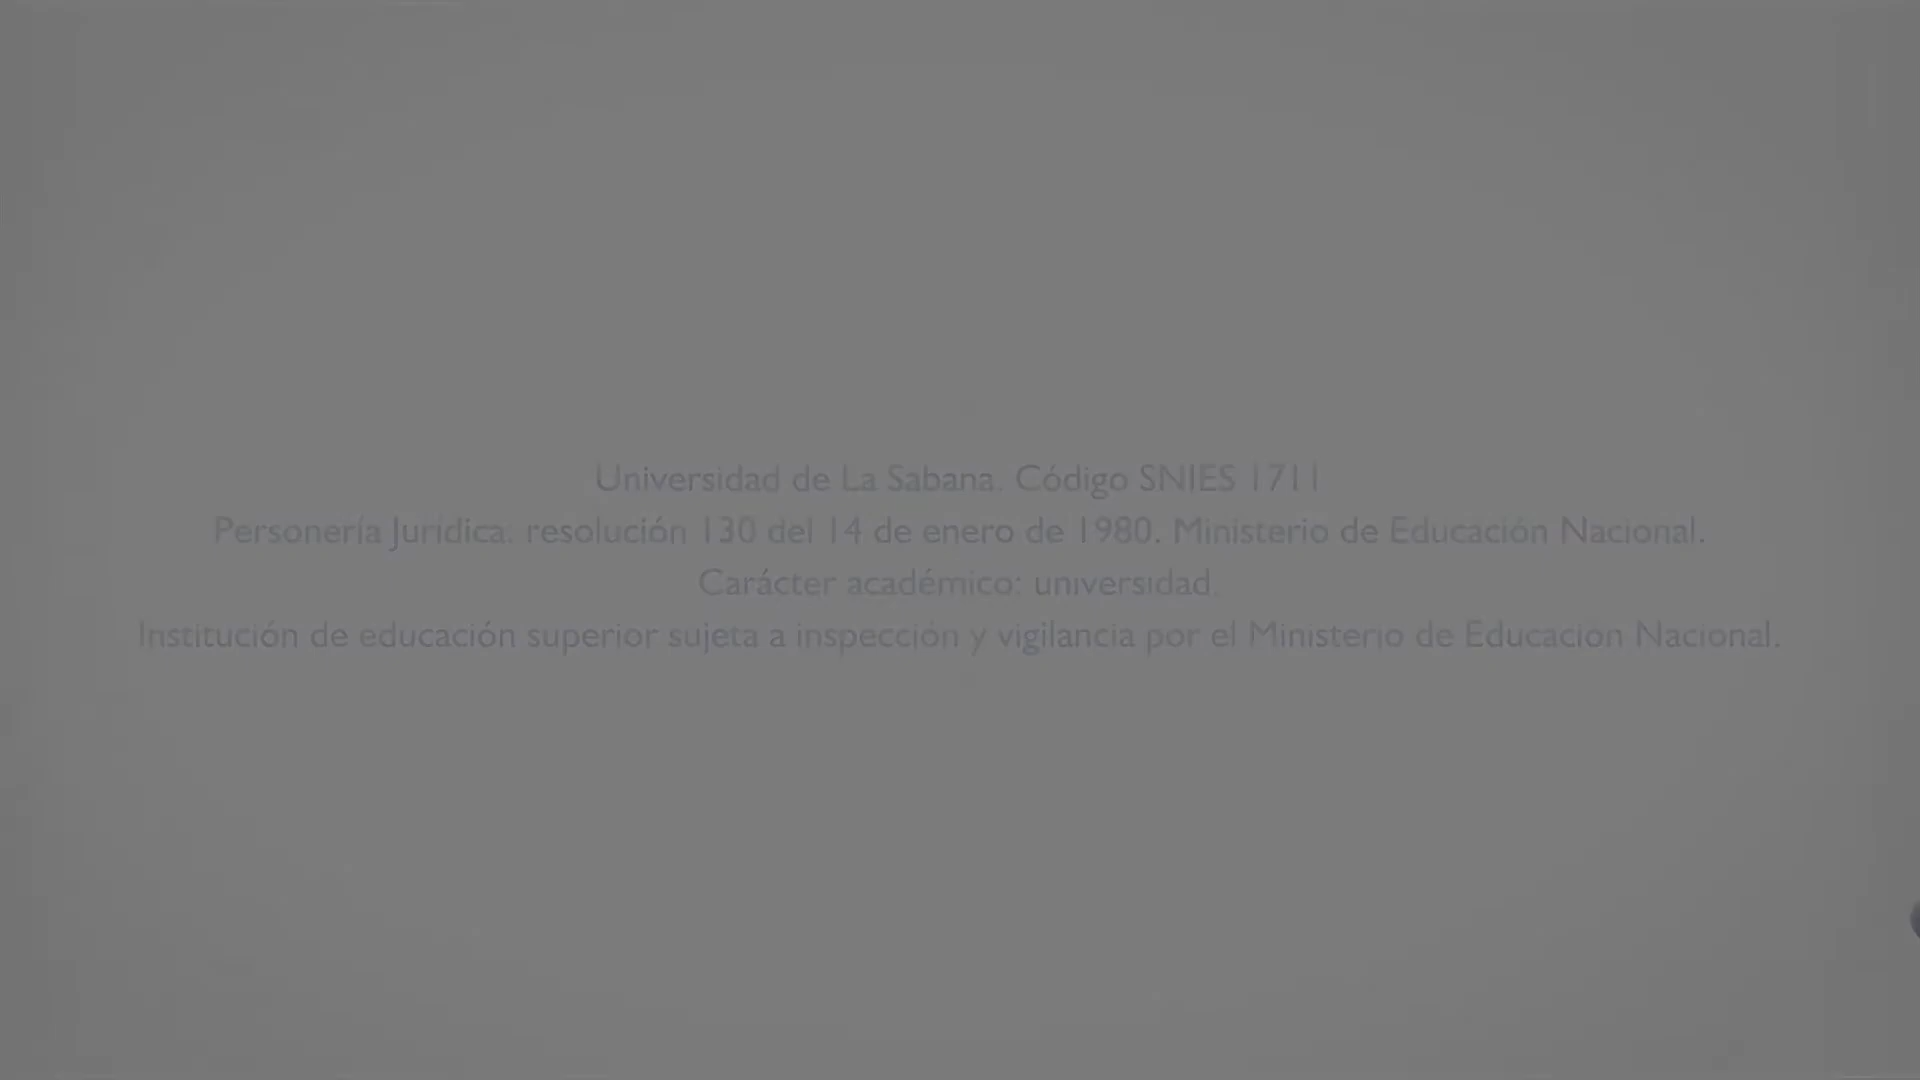 Universidad de La Sabana. Código SNIES 1711
Personería Jurídica: resolución 130 del 14 de enero de 1980. Ministerio de Educación Nacional.
Carácter académico: universidad.
Institución de educación superior sujeta a inspección y vigilancia por el Ministerio de Educación Nacional.